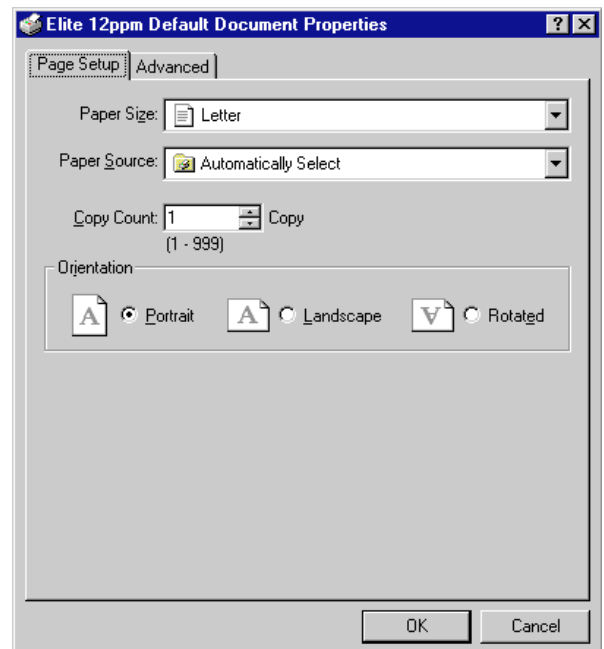 Elite 12ppm Default Document Properties
Page Setup Advanced
Paper Size: Letter
Paper Source: Automatically Select
Copy Count: 1 Copy
(1 - 999)
Orientation
A Portrait A Landscape A Rotated
OK Cancel